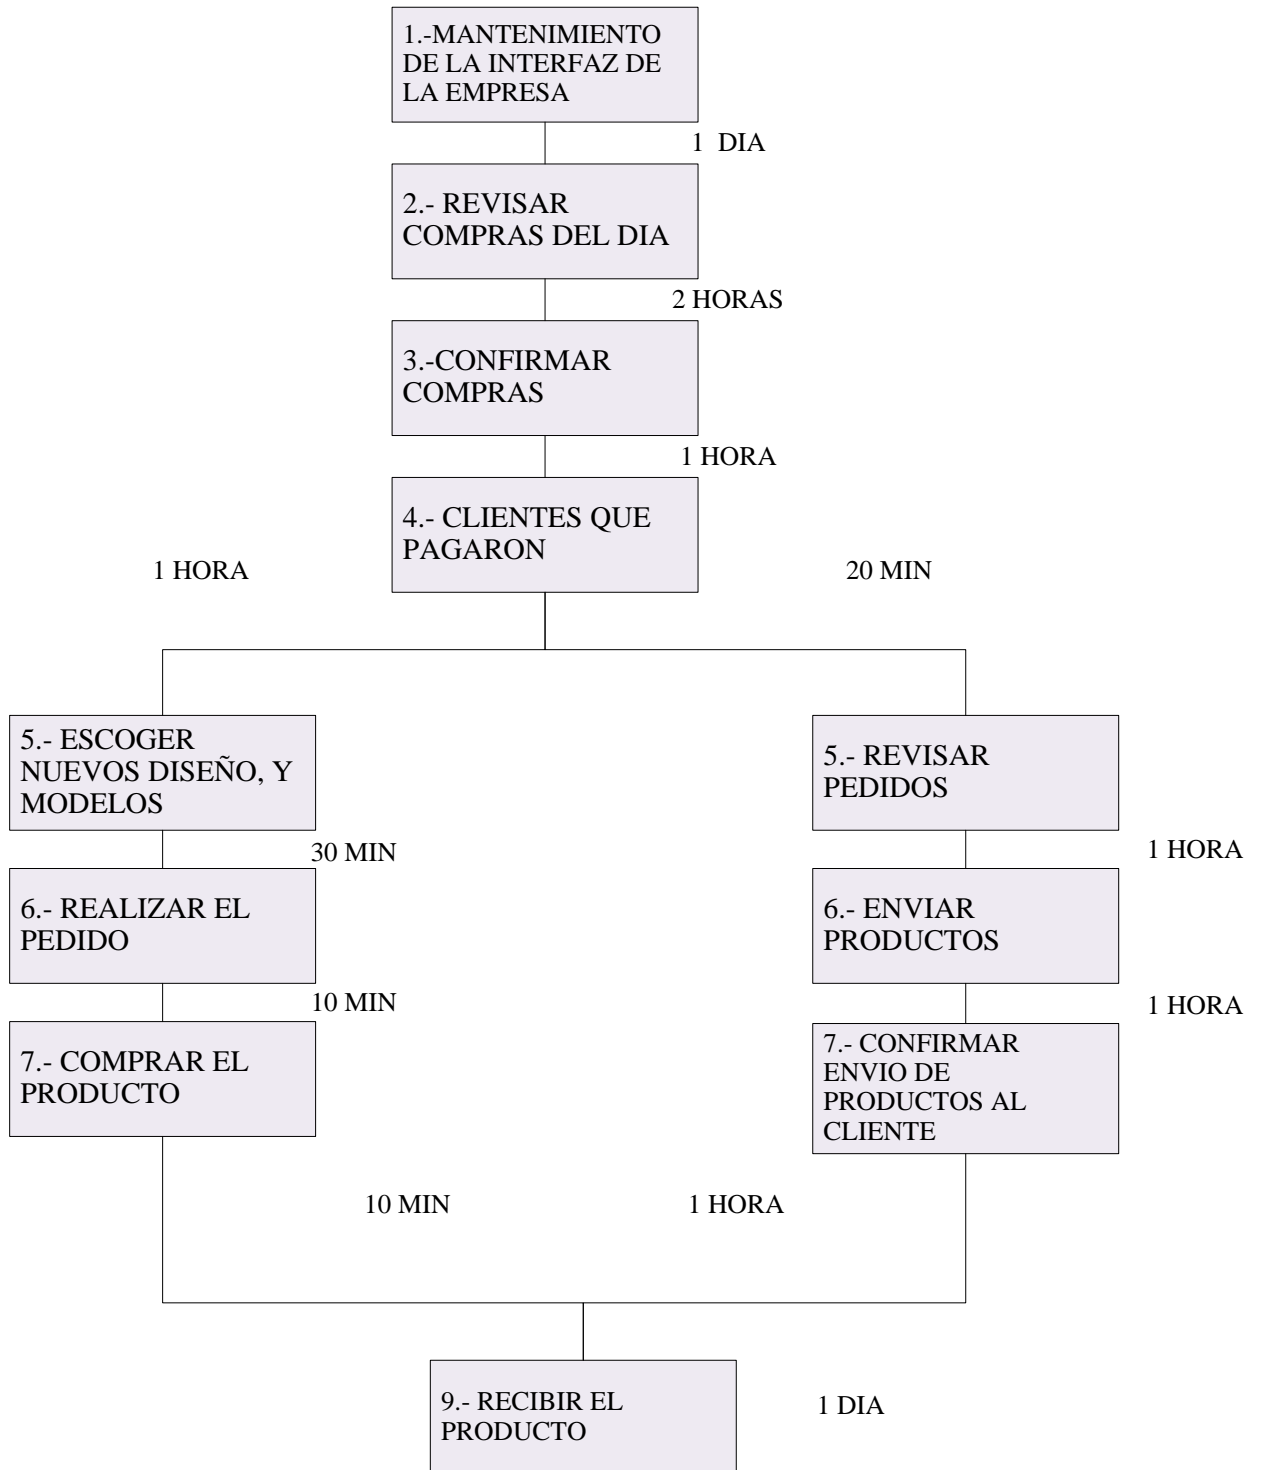 1.-MANTENIMIENTO
DE LA INTERFAZ DE
LA EMPRESA
1 DIA
2.- REVISAR
COMPRAS DEL DIA
2 HORAS
3.-CONFIRMAR
COMPRAS
1 HORA
4.- CLIENTES QUE
PAGARON
1 HORA
20 MIN
5.- ESCOGER
NUEVOS DISEÑO, Y
MODELOS
30 MIN
6.- REALIZAR EL
PEDIDO
10 MIN
7.- COMPRAR EL
PRODUCTO
10 MIN
5.- REVISAR
PEDIDOS
1 HORA
6.- ENVIAR
PRODUCTOS
1 HORA
7.- CONFIRMAR
ENVIO DE
PRODUCTOS AL
CLIENTE
1 HORA
9.- RECIBIR EL
PRODUCTO
1 DIA